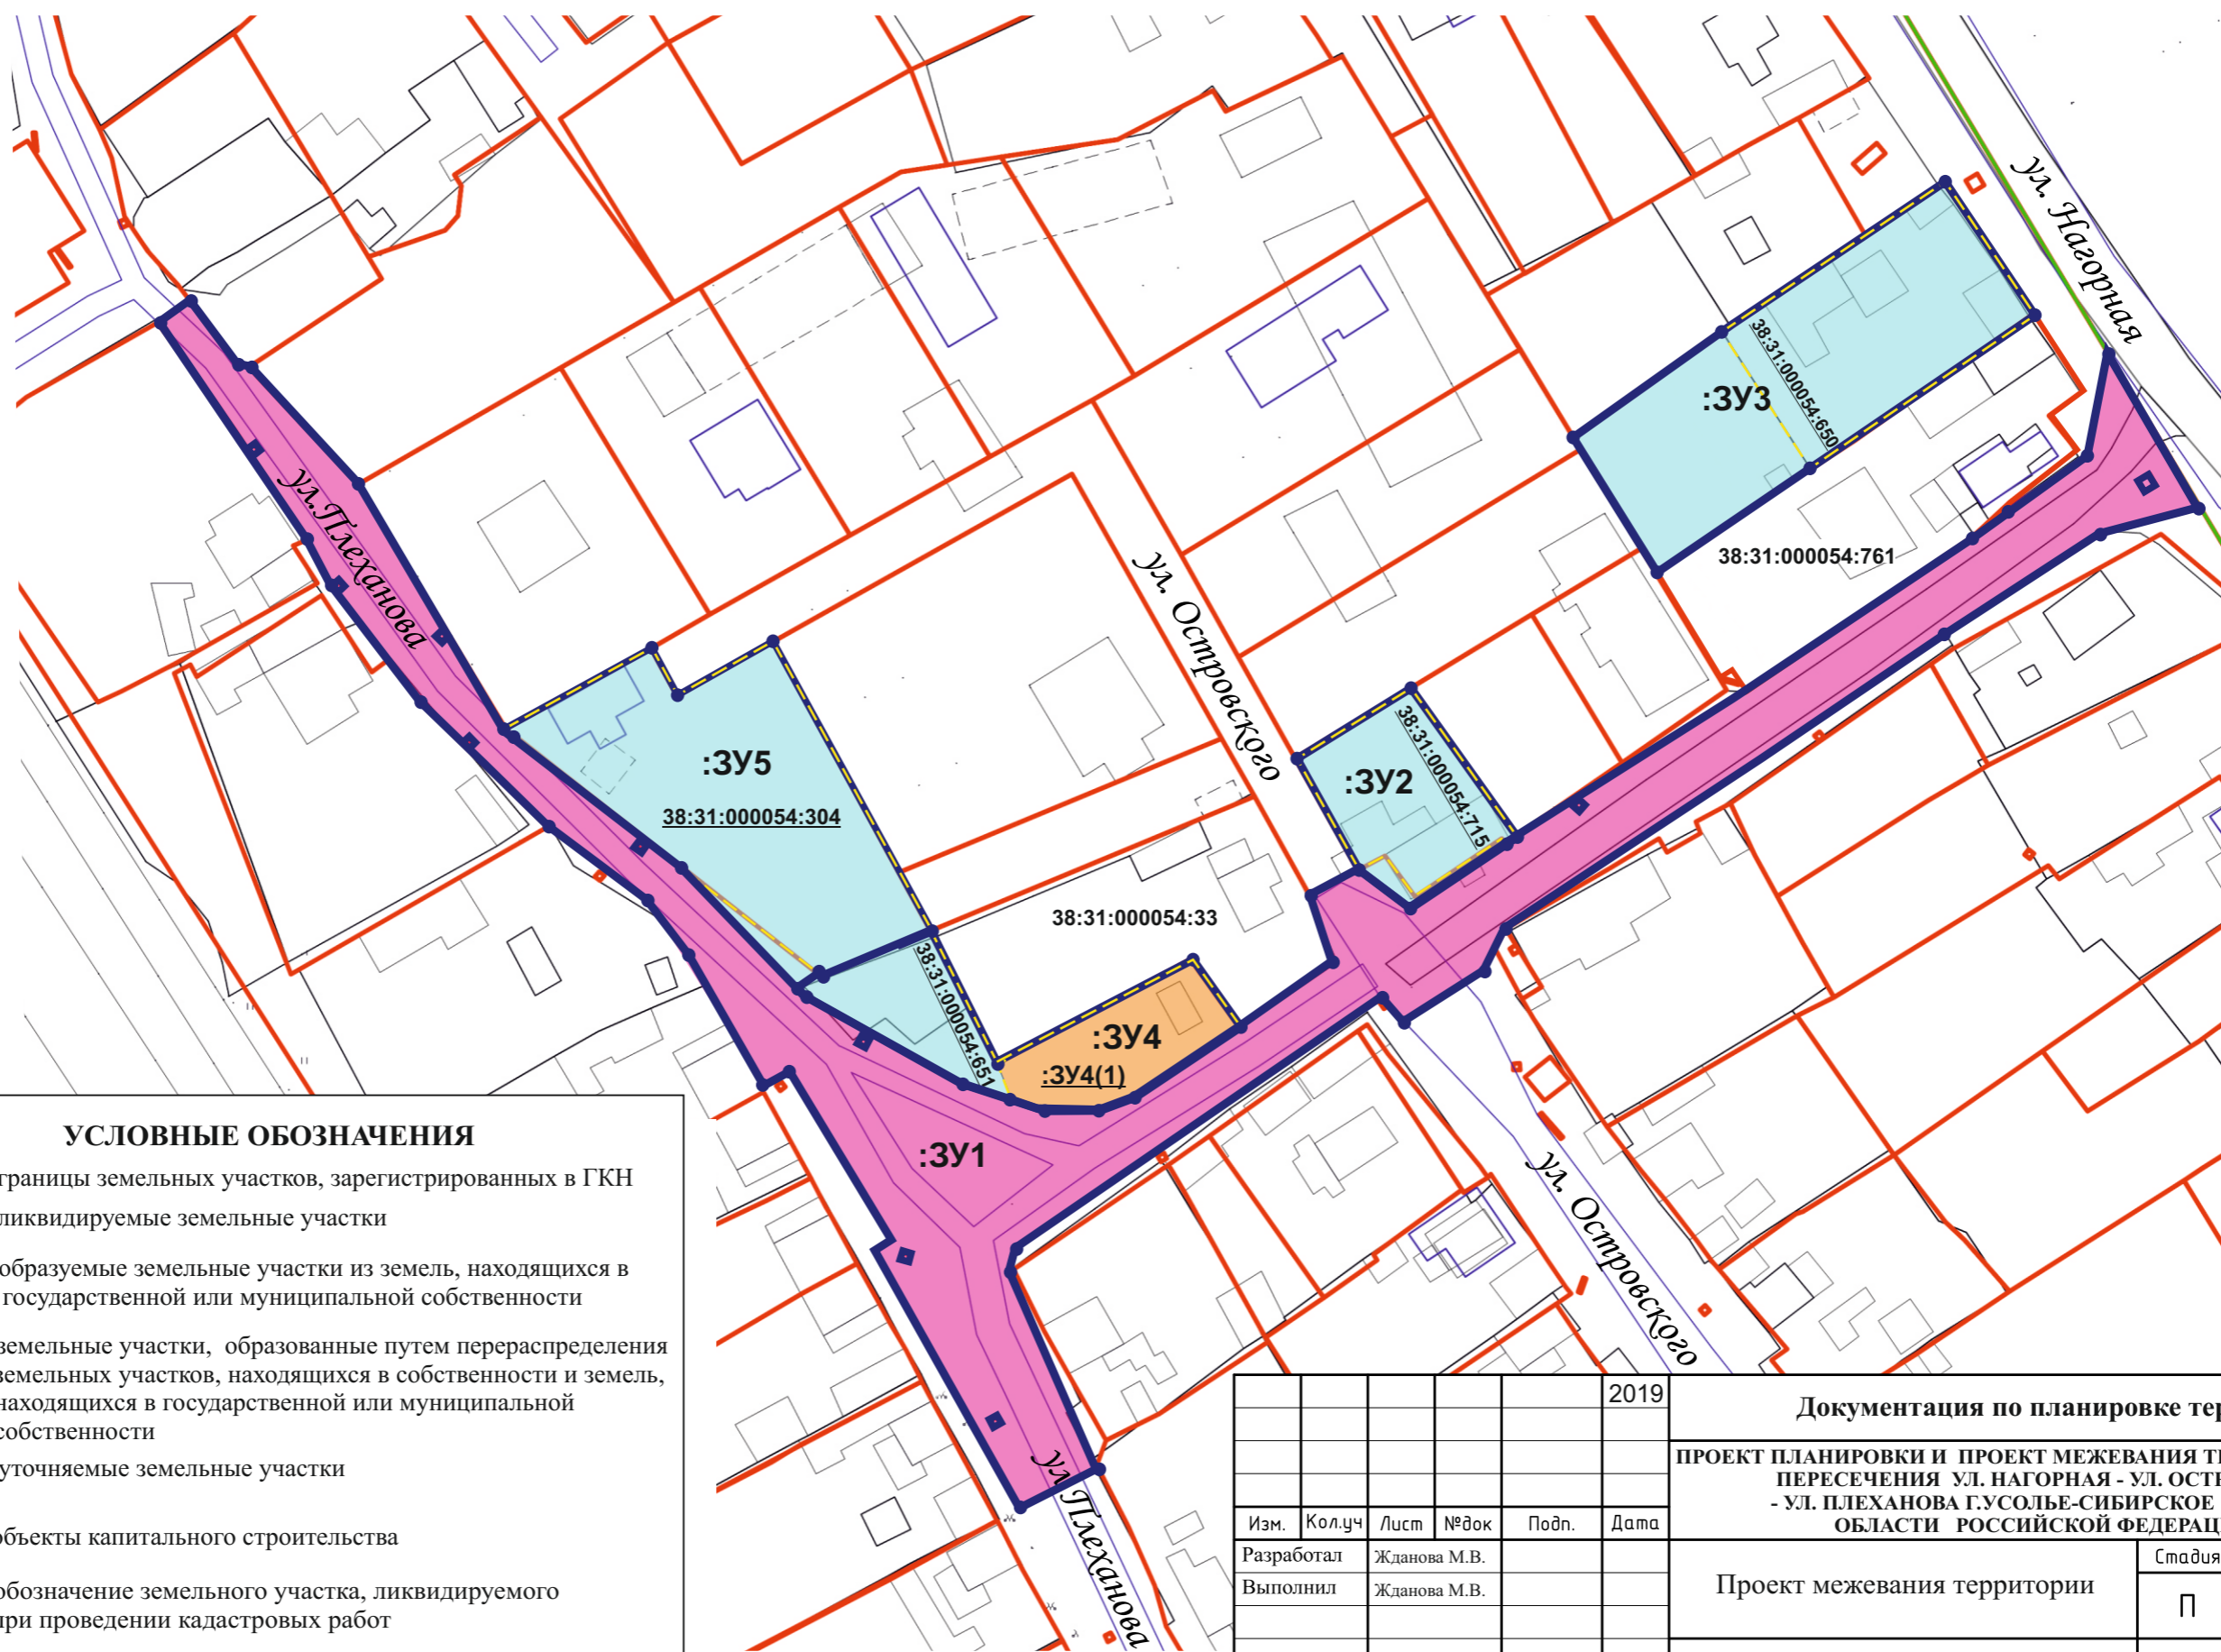 ул. Нагорная
:ЗУ3
38:31:000054:650
38:31:000054:761
ул.Плеханова
ул. Островского
:ЗУ5
38:31:000054:304
:ЗУ2
38:31:000054:715
38:31:000054:33
38:31:000054:651
:ЗУ4
:ЗУ4(1)
:ЗУ1
ул. Островского
ул.Плеханова
УСЛОВНЫЕ ОБОЗНАЧЕНИЯ
границы земельных участков, зарегистрированных в ГКН
ликвидируемые земельные участки
образуемые земельные участки из земель, находящихся в
государственной или муниципальной собственности
земельные участки, образованные путем перераспределения
земельных участков, находящихся в собственности и земель,
находящихся в государственной или муниципальной
собственности
уточняемые земельные участки
объекты капитального строительства
обозначение земельного участка, ликвидируемого
при проведении кадастровых работ
2019
Документация по планировке тер
ПРОЕКТ ПЛАНИРОВКИ И ПРОЕКТ МЕЖЕВАНИЯ ТЕ
ПЕРЕСЕЧЕНИЯ УЛ. НАГОРНАЯ - УЛ. ОСТР
- УЛ. ПЛЕХАНОВА Г.УСОЛЬЕ-СИБИРСКОЕ
ОБЛАСТИ РОССИЙСКОЙ ФЕДЕРАЦ
Изм. Кол.уч Лист №док Подп. Дата
Разработал Жданова М.В.
Выполнил Жданова М.В.
Проект межевания территории
Стадия
П